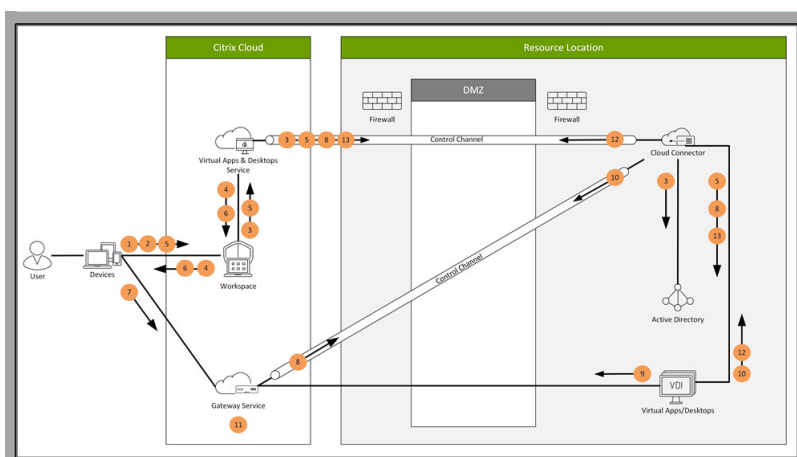 Citrix Cloud
Resource Location
DMZ
Firewall
Firewall
3 5 8 13
Control Channel
12
Virtual Apps & Desktops
Service
Cloud Connector
4
6
5
3
10
3
5
8
13
1 2 5
User
Devices
6 4
Workspace
Control Channel
7
Active Directory
8
12
10
9
VDI
Gateway Service
Virtual Apps/Desktops
11